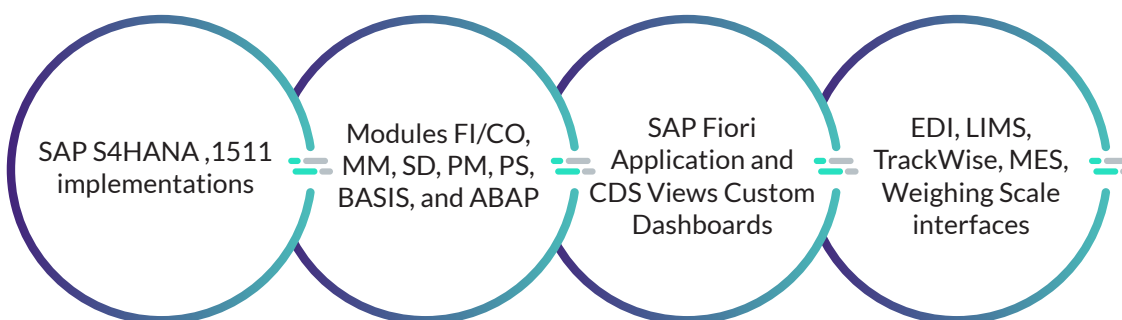 SAP S4HANA ,1511
implementations
Modules FI/CO,
MM, SD, PM, PS,
BASIS, and ABAP
SAP Fiori
Application and
CDS Views Custom
Dashboards
EDI, LIMS,
TrackWise, MES,
Weighing Scale
interfaces